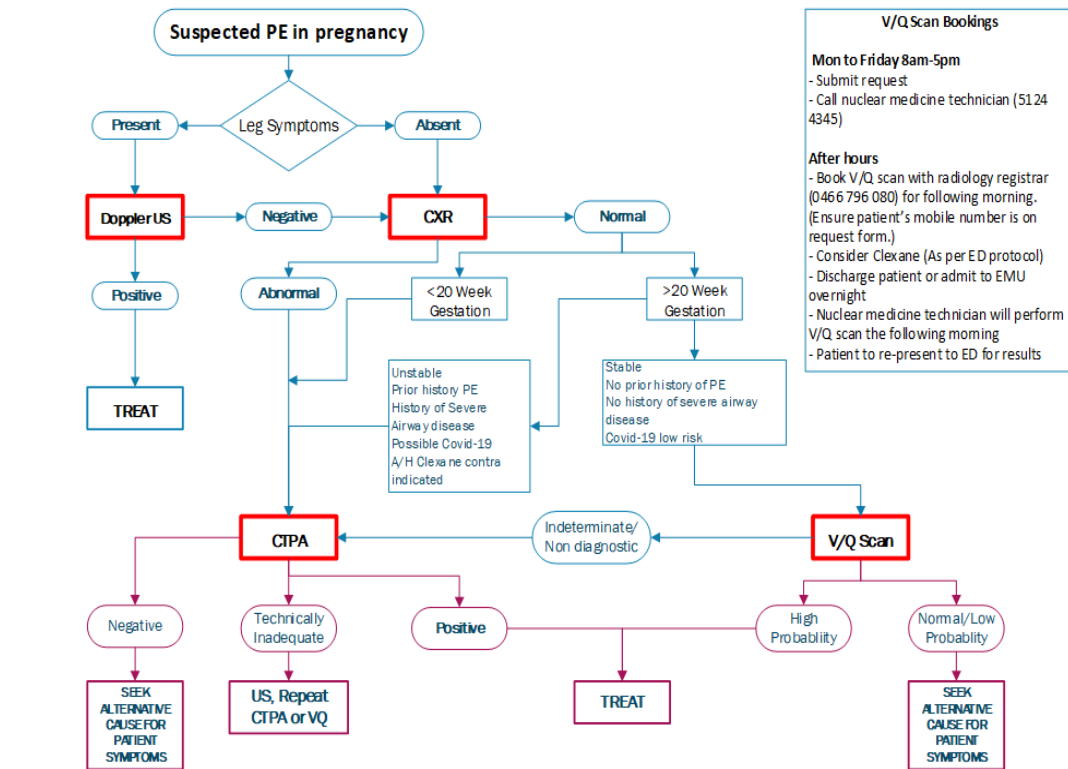 Suspected PE in pregnancy
Leg Symptoms
Present
Absent
Doppler US
Negative
CXR
Normal
Positive
Abnormal
<20 Week
Gestation
>20 Week
Gestation
TREAT
Unstable
Prior history PE
History of Severe
Airway disease
Possible Covid-19
A/H Clexane contra
indicated
Stable
No prior history of PE
No history of severe airway
disease
Covid-19 low risk
CTPA
Indeterminate/
Non diagnostic
V/Q Scan
Negative
Technically
Inadequate
Positive
High
Probabliity
Normal/Low
Probablity
SEEK
ALTERNATIVE
CAUSE FOR
PATIENT
SYMPTOMS
US, Repeat
CTPA or VQ
TREAT
SEEK
ALTERNATIVE
CAUSE FOR
PATIENT
SYMPTOMS
V/Q Scan Bookings
Mon to Friday 8am-5pm
- Submit request
- Call nuclear medicine technician (5124
4345)
After hours
- Book V/Q scan with radiology registrar
(0466 796 080) for following morning.
(Ensure patient's mobile number is on
request form.)
- Consider Clexane (As per ED protocol)
- Discharge patient or admit to EMU
overnight
- Nuclear medicine technician will perform
V/Q scan the following morning
- Patient to re-present to ED for results